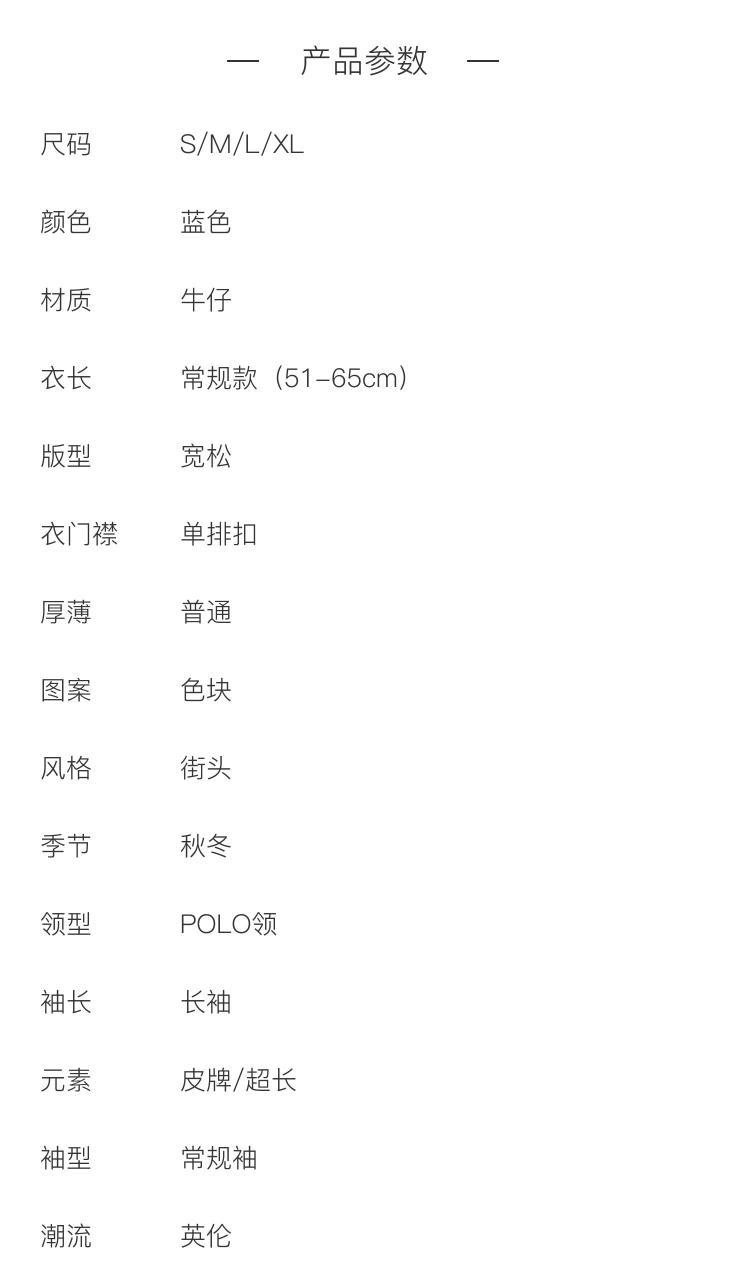 — 产品参数 —
尺码 S/M/L/XL
颜色 蓝色
材质 牛仔
衣长 常规款（51-65cm）
版型 宽松
衣门襟 单排扣
厚薄 普通
图案 色块
风格 街头
季节 秋冬
领型 POLO领
袖长 长袖
元素 皮牌/超长
袖型 常规袖
潮流 英伦